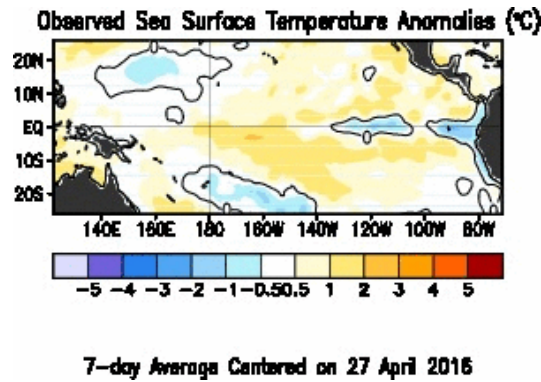 Observed Sea Surface Temperature Anomalies (°C)
20N
10N
EQ
10S
20S
140E 160E 180 160W 140W 120W 100W 80W
-5 -4 -3 -2 -1 -0.5 0.5 1 2 3 4 5
7-day Average Centered on 27 April 2016